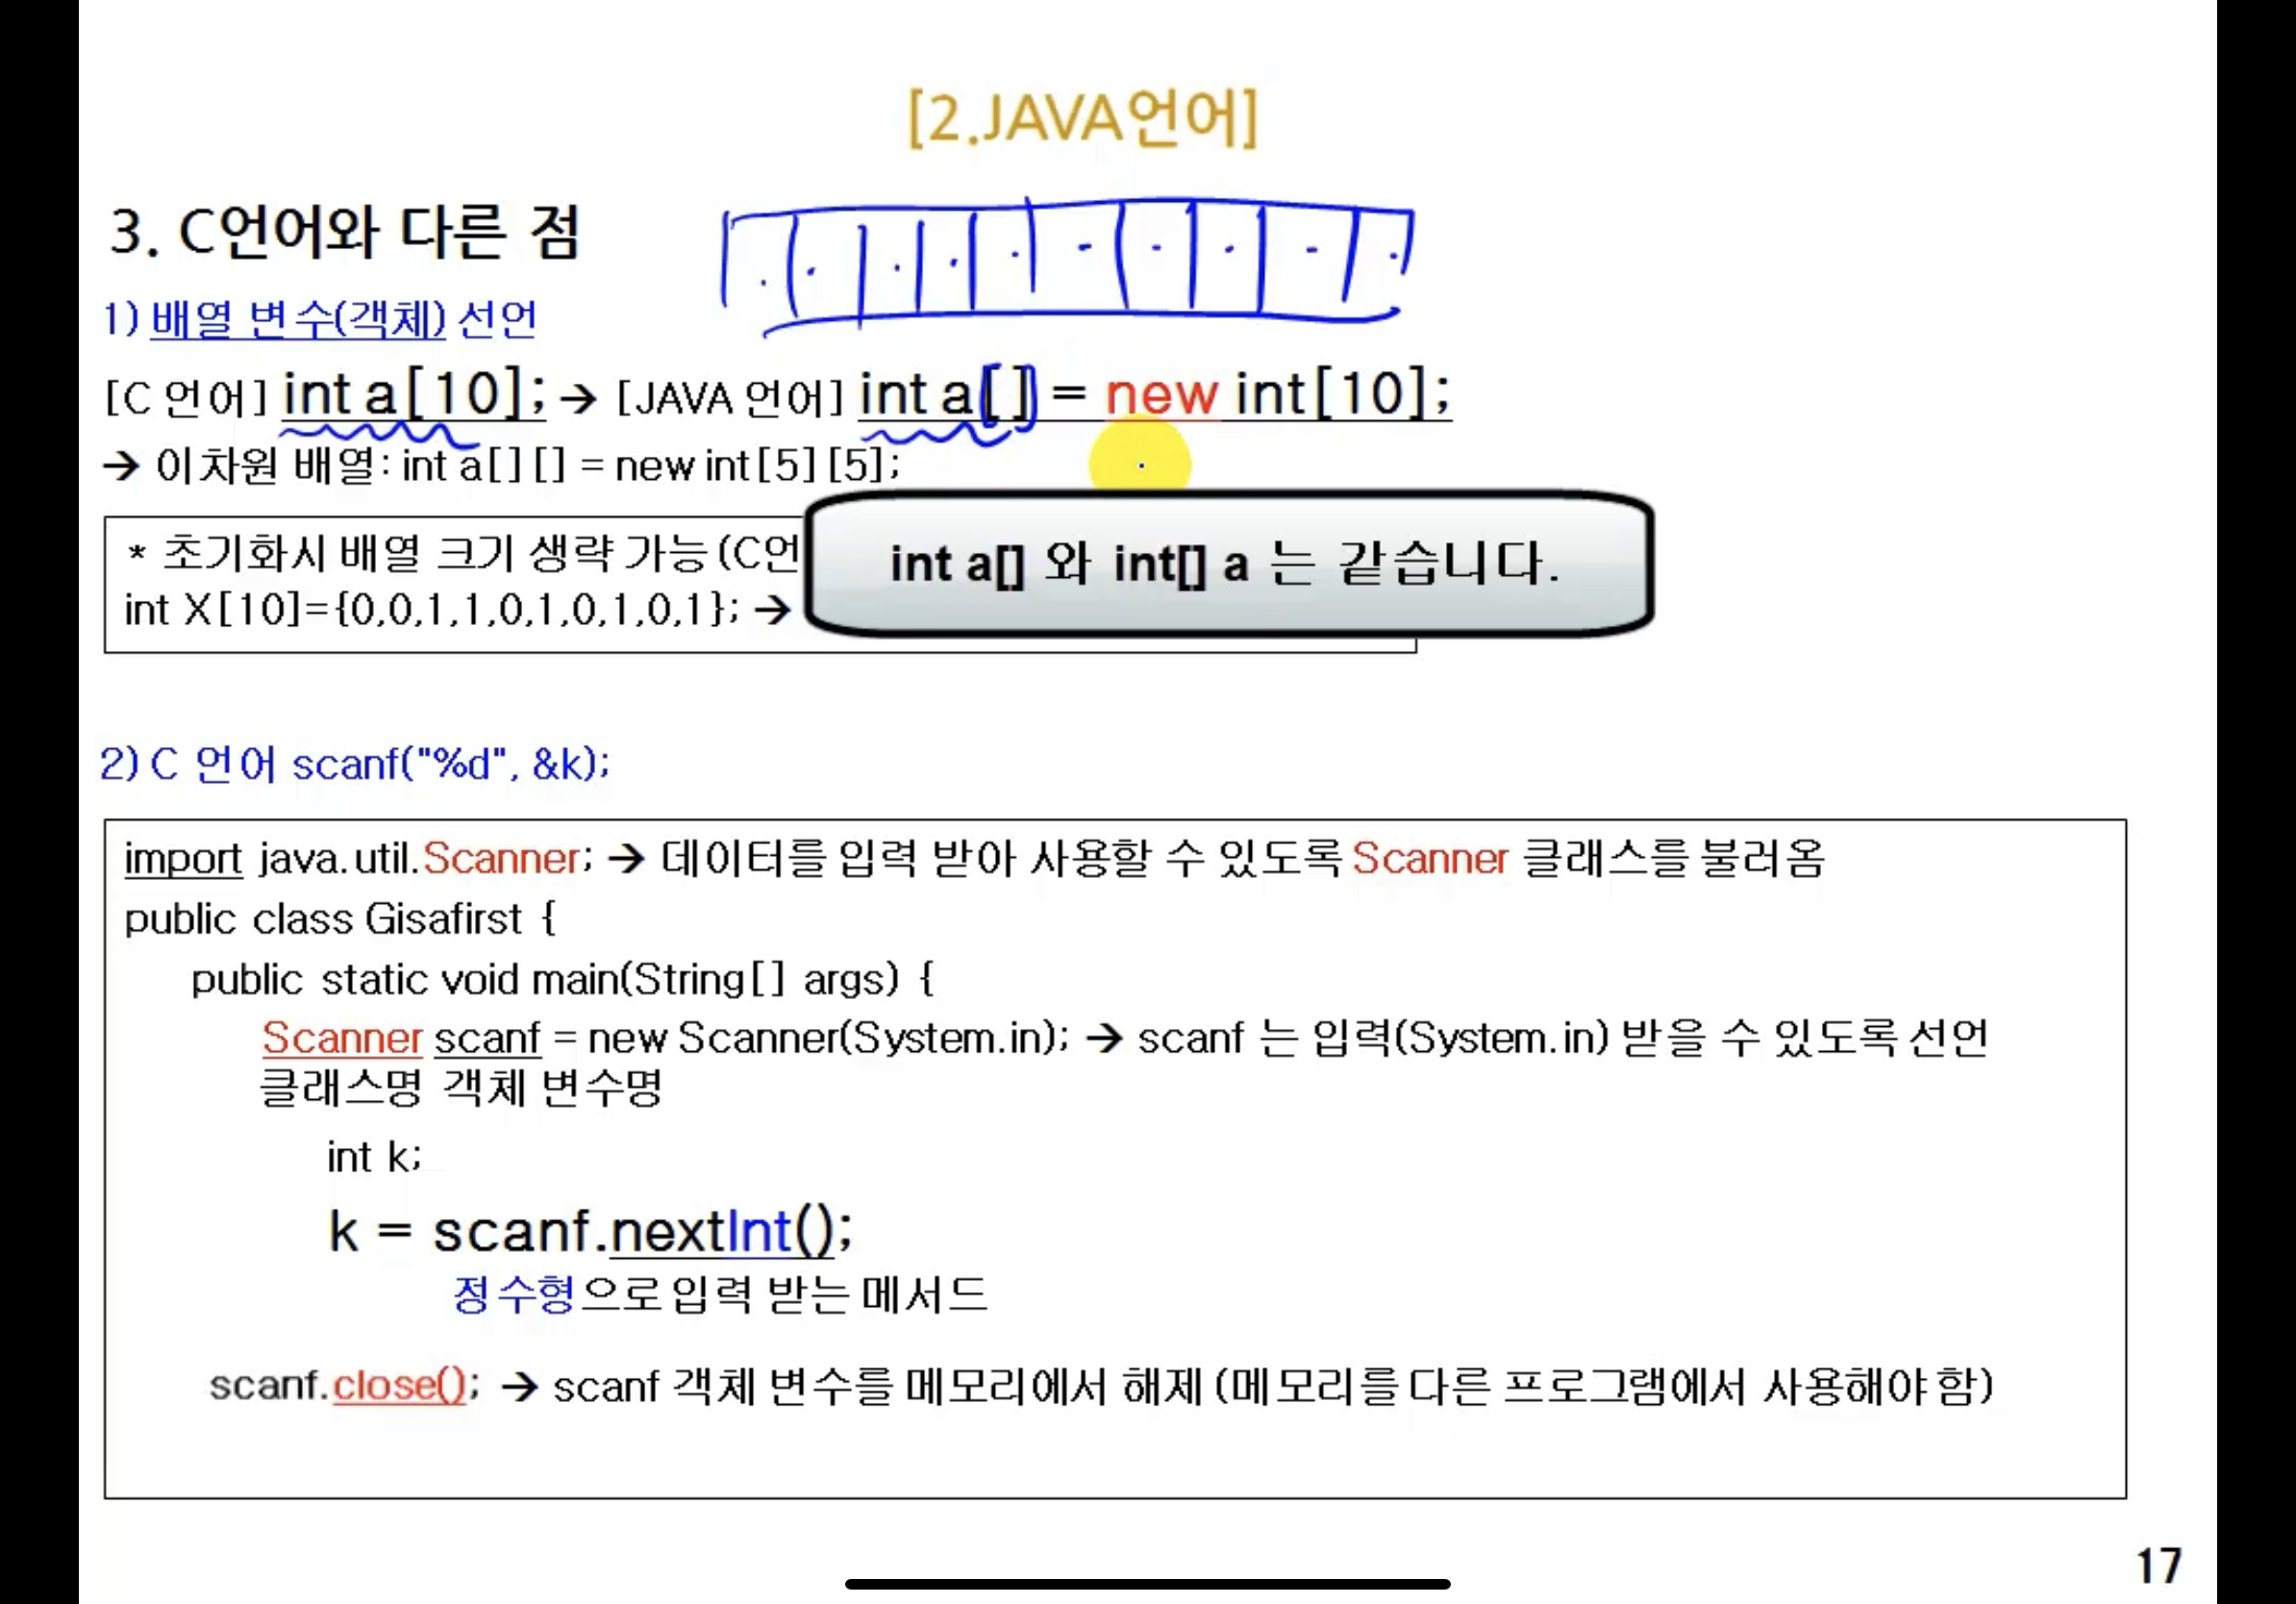 [2.JAVA언어]
3. C언어와 다른 점
1) 배열 변수(객체) 선언
[C 언어] int a[10]; → [JAVA 언어] int a[] = new int[10];
→ 이차원 배열: int a[][] = new int[5][5];
* 초기화시 배열 크기 생략 가능(C언
int X[10]={0,0,1,1,0,1,0,1,0,1}; →
int a[] 와 int[] a 는 같습니다.
2) C 언어 scanf("%d", &k);
import java.util.Scanner; → 데이터를 입력 받아 사용할 수 있도록 Scanner 클래스를 불러옴
public class Gisafirst {
public static void main(String[] args) {
Scanner scanf = new Scanner(System.in); → scanf 는 입력(System.in) 받을 수 있도록 선언
클래스명 객체 변수명
int k;
k = scanf.nextInt();
정수형으로 입력 받는 메서드
scanf.close(); → scanf 객체 변수를 메모리에서 해제 (메모리를 다른 프로그램에서 사용해야 함)
17